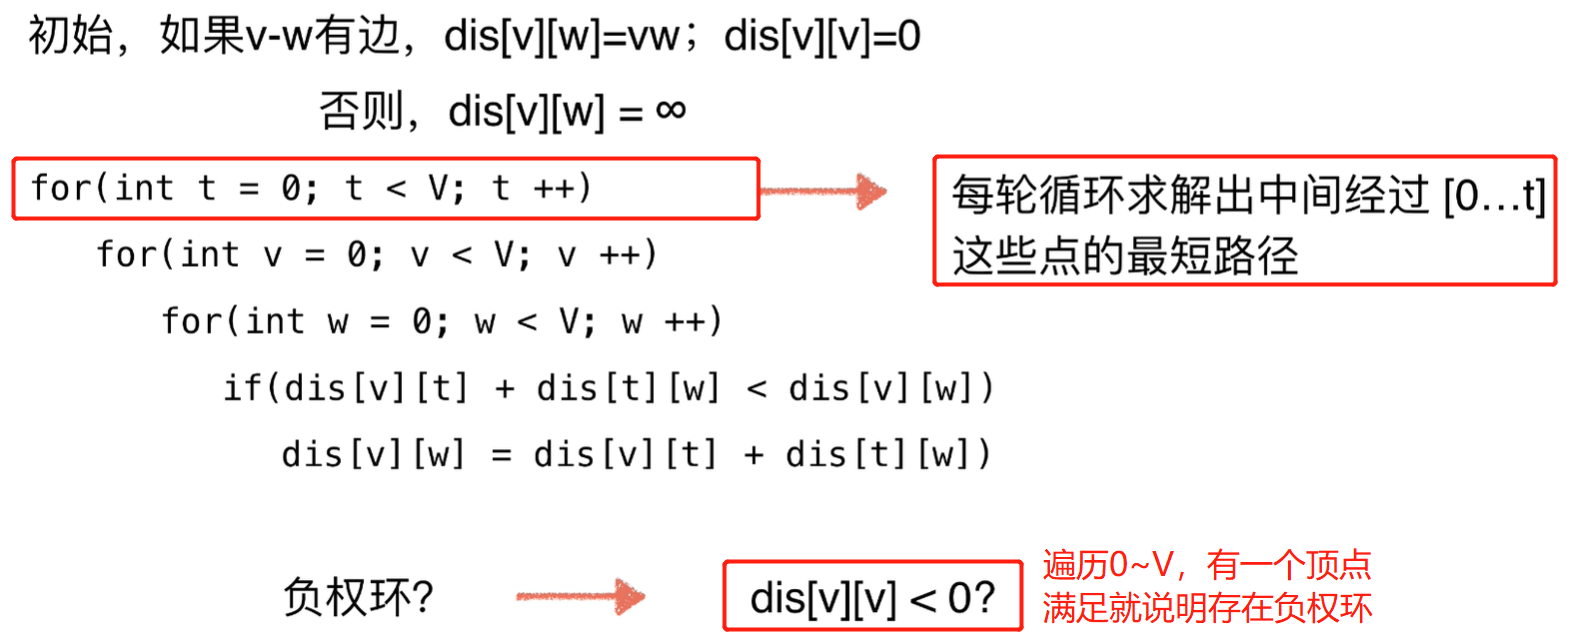 初始，如果v-w有边，dis[v][w]=vw；dis[v][v]=0
否则，dis[v][w] = ∞
for(int t = 0; t < V; t ++)
每轮循环求解出中间经过 [0...t]
这些点的最短路径
for(int v = 0; v < V; v ++)
for(int w = 0; w < V; w ++)
if(dis[v][t] + dis[t][w] < dis[v][w])
dis[v][w] = dis[v][t] + dis[t][w])
负权环?
dis[v][v] < 0?
遍历0~V，有一个顶点
满足就说明存在负权环